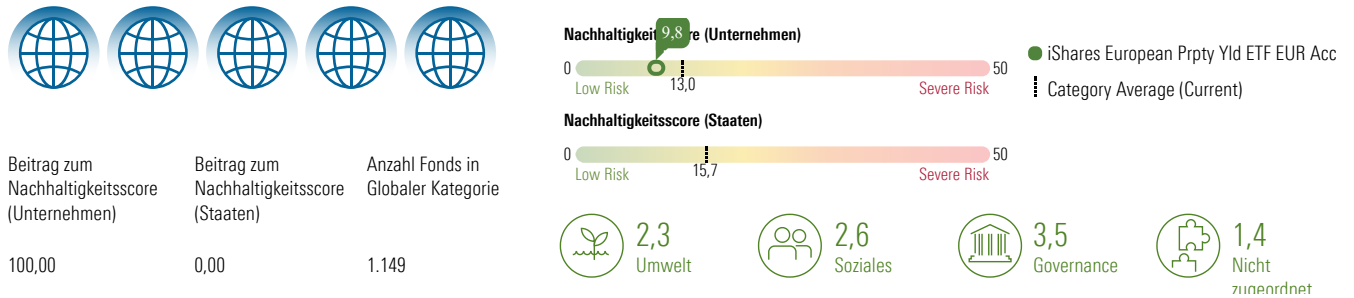 Beitrag zum
Nachhaltigkeitsscore
(Unternehmen)
100,00
Beitrag zum
Nachhaltigkeitsscore
(Staaten)
0,00
Anzahl Fonds in
Globaler Kategorie
1.149
Nachhaltigkeit re (Unternehmen)
9,8
0
50
Low Risk
13,0
Severe Risk
Nachhaltigkeitsscore (Staaten)
0
50
Low Risk
15,7
Severe Risk
iShares European Prpty Yld ETF EUR Acc
Category Average (Current)
2,3
Umwelt
2,6
Soziales
3,5
Governance
1,4
Nicht
zugeordnet